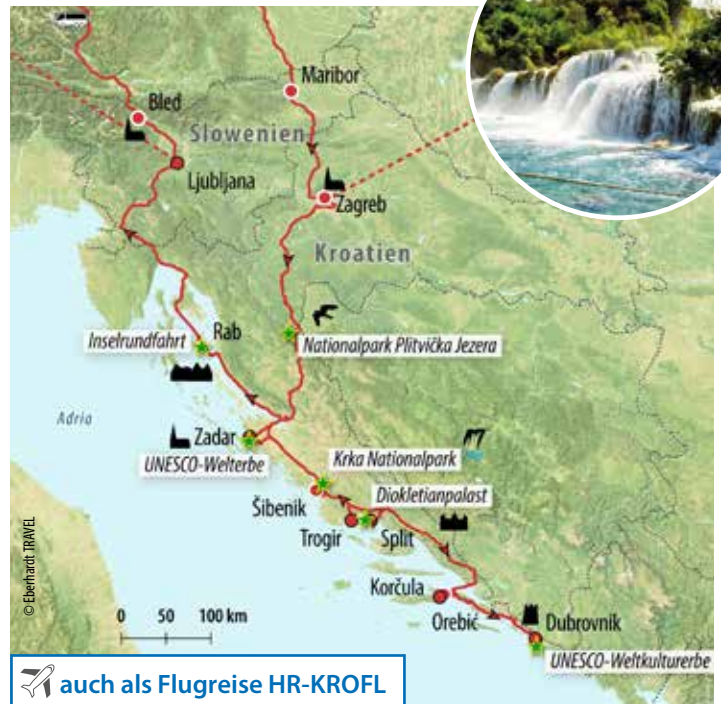 Maribor
Bled
Slowenien
Ljubljana
Zagreb
Kroatien
Inselrundfahrt
Rab
Nationalpark Plitvička Jezera
Adria
Zadar
UNESCO-Welterbe
Krka Nationalpark
Diokletianpalast
Šibenik
Trogir
Split
Korčula
Orebić
Dubrovnik
UNESCO-Weltkulturerbe
© Eberhardt TRAVEL
0 50 100 km
auch als Flugreise HR-KROFL